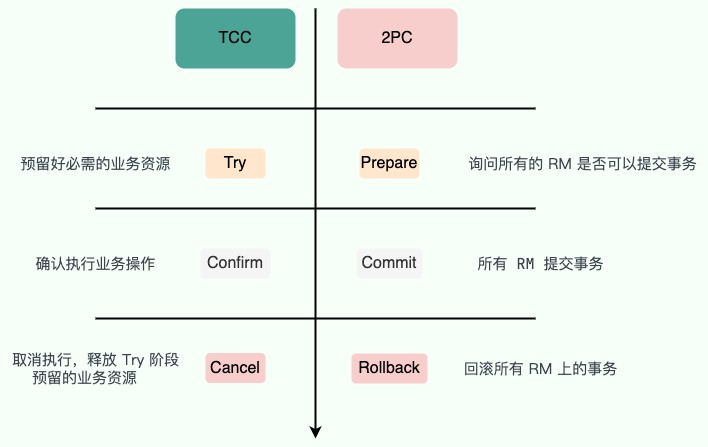 TCC
2PC
预留好必需的业务资源
Try
Prepare
询问所有的 RM 是否可以提交事务
确认执行业务操作
Confirm
Commit
所有 RM 提交事务
取消执，释放 Try 阶段
预留的业务资源
Cancel
Rollback
回滚所有 RM 上的事务